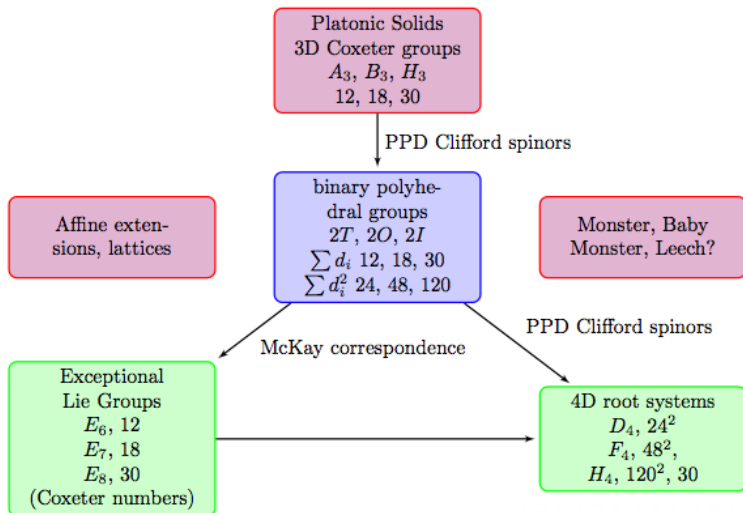 Platonic Solids
3D Coxeter groups
A₃, B₃, H₃
12, 18, 30
PPD Clifford spinors
binary polyhe-
dral groups
2T, 2O, 2I
∑ dᵢ 12, 18, 30
∑ dᵢ² 24, 48, 120
Affine exten-
sions, lattices
Monster, Baby
Monster, Leech?
PPD Clifford spinors
McKay correspondence
Exceptional
Lie Groups
E₆, 12
E₇, 18
E₈, 30
(Coxeter numbers)
4D root systems
D₄, 24²
F₄, 48²,
H₄, 120², 30